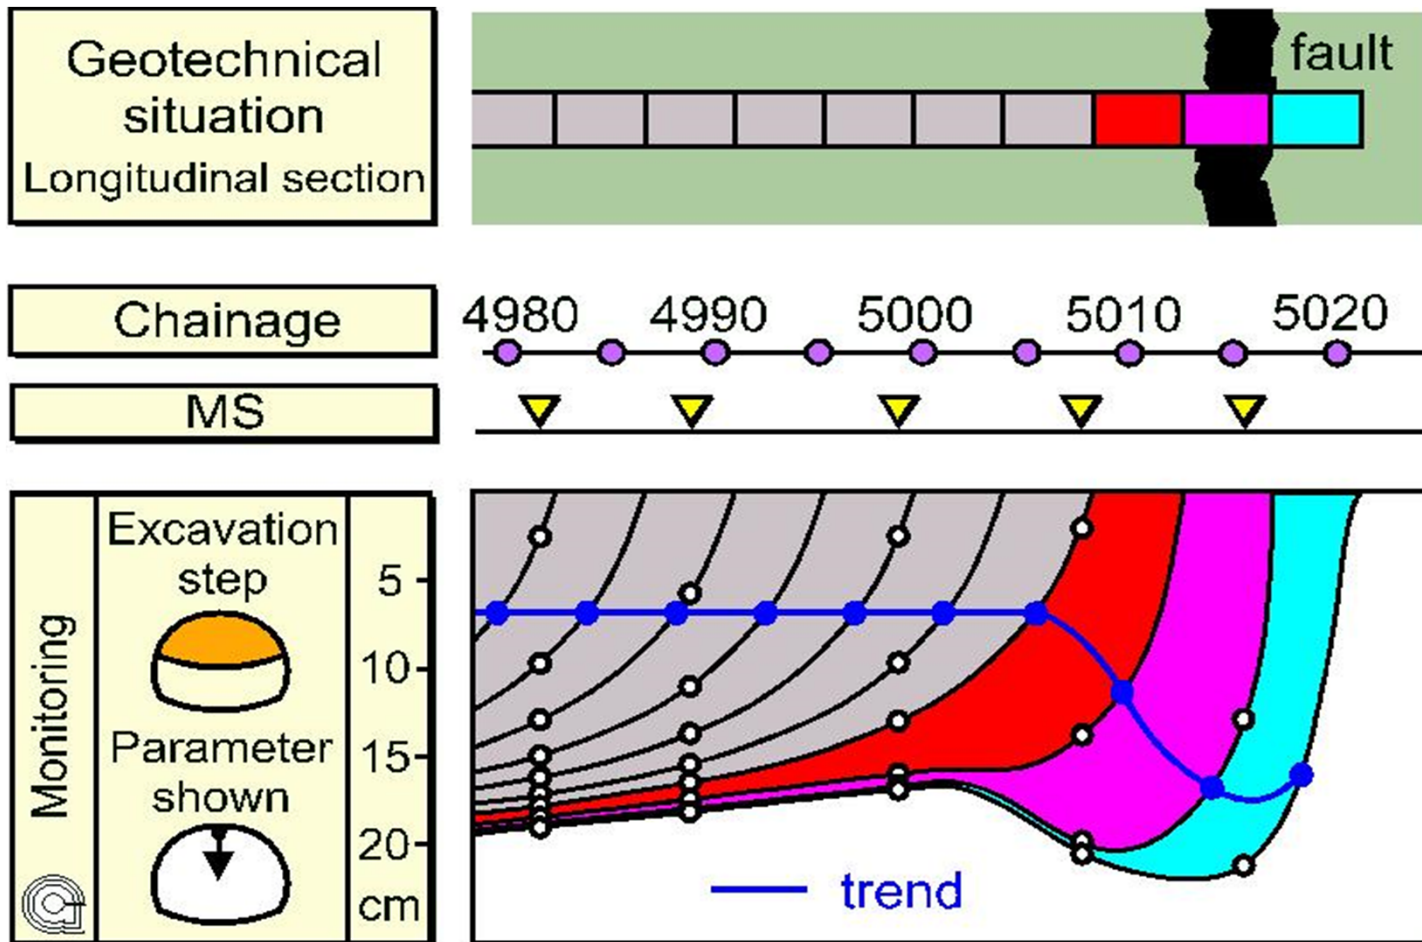 Geotechnical
situation
Longitudinal section
fault
Chainage
4980 4990 5000 5010 5020
MS
Monitoring
Excavation
step
Parameter
shown
5
10
15
20
cm
trend